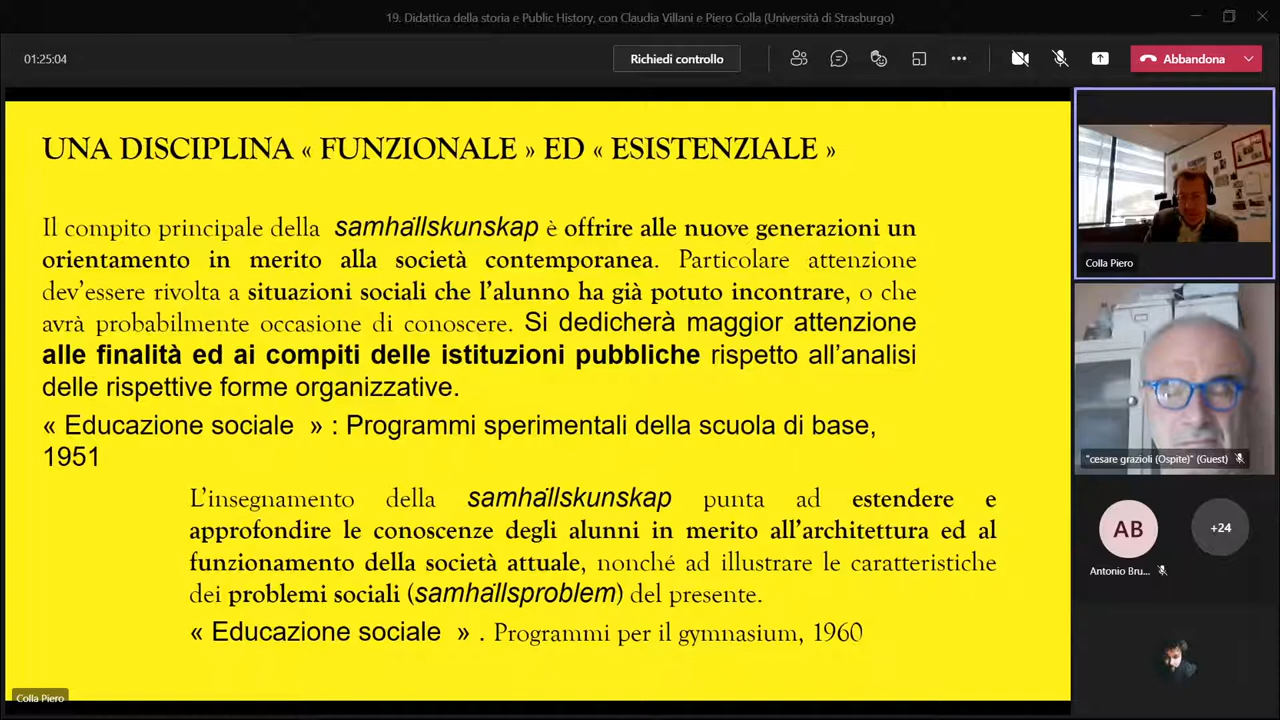 19. Didattica della storia e Public History, con Claudia Villani e Piero Colla (Università di Strasburgo)
01:25:04
Richiedi controllo
Abbandona
UNA DISCIPLINA « FUNZIONALE » ED « ESISTENZIALE »
Il compito principale della samhällskunskap è offrire alle nuove generazioni un
orientamento in merito alla società contemporanea. Particolare attenzione
dev'essere rivolta a situazioni sociali che l'alunno ha già potuto incontrare, o che
avrà probabilmente occasione di conoscere. Si dedicherà maggior attenzione
alle finalità ed ai compiti delle istituzioni pubbliche rispetto all'analisi
delle rispettive forme organizzative.
« Educazione sociale » : Programmi sperimentali della scuola di base,
1951
L'insegnamento della samhällskunskap punta ad estendere e
approfondire le conoscenze degli alunni in merito all'architettura ed al
funzionamento della società attuale, nonché ad illustrare le caratteristiche
dei problemi sociali (samhällsproblem) del presente.
« Educazione sociale » . Programmi per il gymnasium, 1960
Colla Piero
Colla Piero
"cesare grazioli (Ospite)" (Guest)
AB
+24
Antonio Bru...